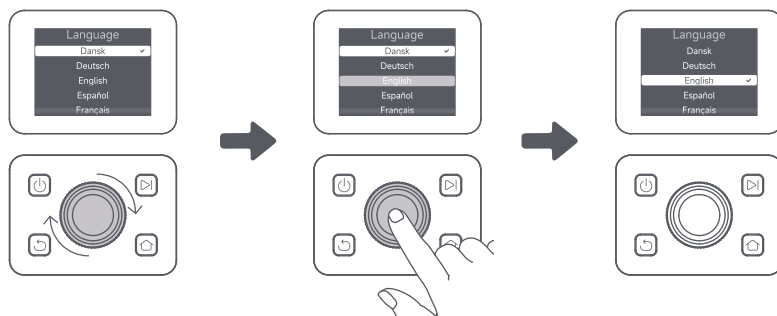 Language
Dansk
Deutsch
English
Español
Français
Language
Dansk
Deutsch
English
Español
Français
Language
Dansk
Deutsch
English
Español
Français